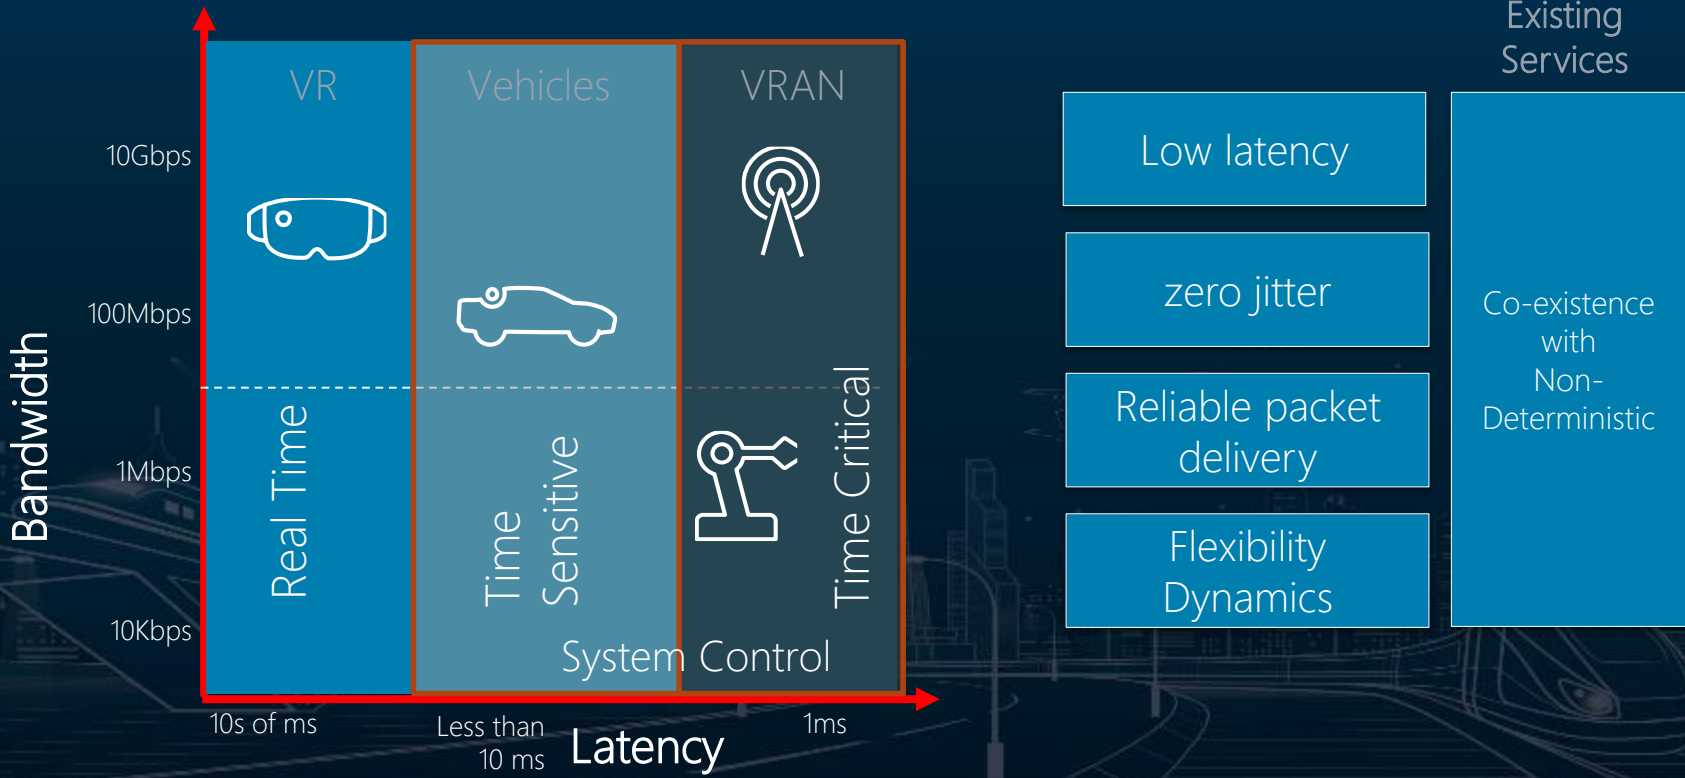 VR
Vehicles
VRAN
10Gbps
100Mbps
1Mbps
10Kbps
Bandwidth
Real Time
Time
Sensitive
Time Critical
System Control
10s of ms
Less than
10 ms
Latency
1ms
Low latency
zero jitter
Reliable packet
delivery
Flexibility
Dynamics
Existing
Services
Co-existence
with
Non-
Deterministic